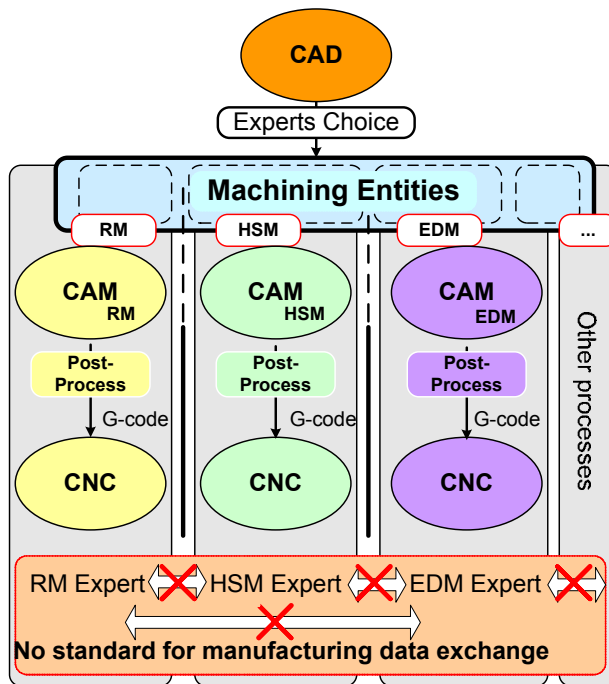 CAD
Experts Choice
Machining Entities
RM
HSM
EDM
...
CAM
RM
CAM
HSM
CAM
EDM
Post-
Process
Post-
Process
Post-
Process
G-code
G-code
G-code
CNC
CNC
CNC
Other processes
RM Expert
HSM Expert
EDM Expert
No standard for manufacturing data exchange